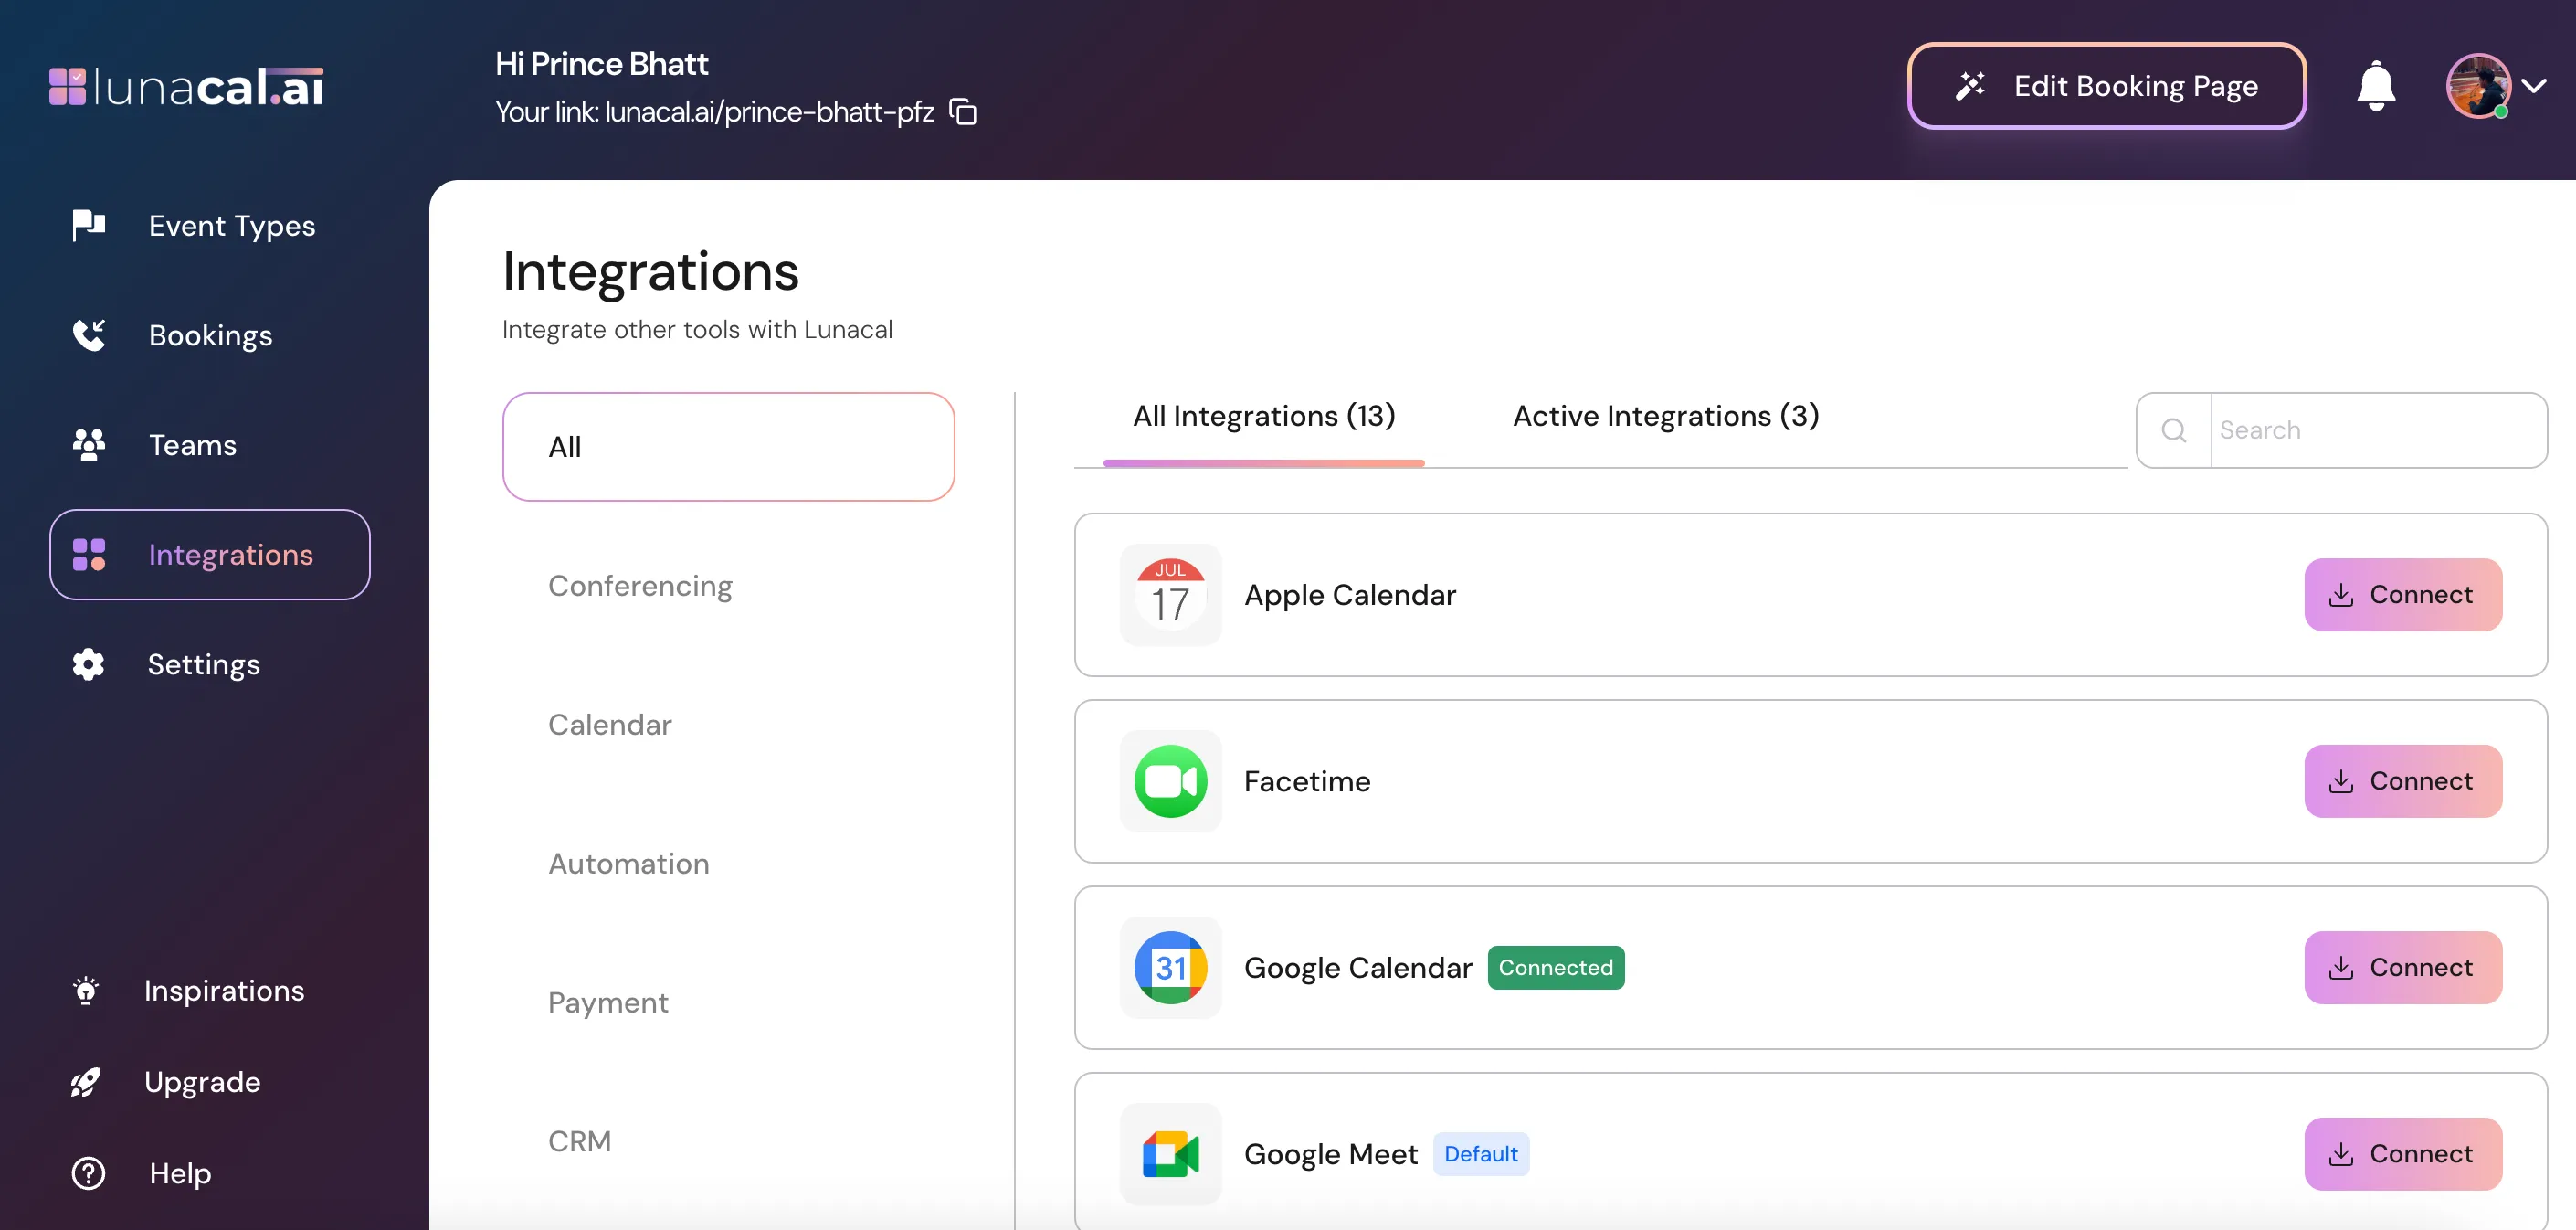 lunacal.ai
Hi Prince Bhatt
Your link: lunacal.ai/prince-bhatt-pfz
Edit Booking Page
Event Types
Bookings
Teams
Integrations
Settings
Inspirations
Upgrade
Help
Integrations
Integrate other tools with Lunacal
All
Conferencing
Calendar
Automation
Payment
CRM
All Integrations (13)
Active Integrations (3)
Search
JUL
17
Apple Calendar
Connect
Facetime
Connect
31
Google Calendar
Connected
Connect
Google Meet
Default
Connect